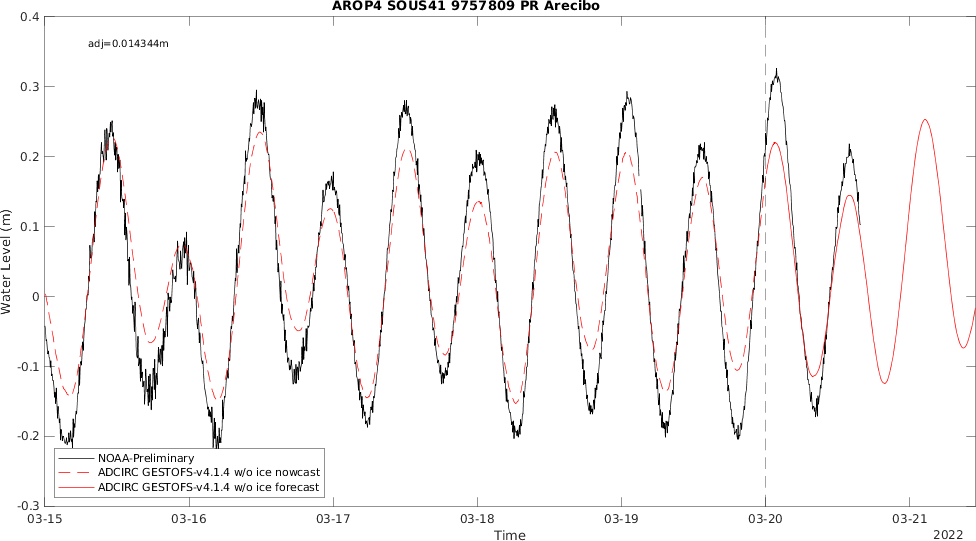 AROP4 SOUS41 9757809 PR Arecibo
adj=0.014344m
0.4
0.3
0.2
0.1
0
-0.1
-0.2
-0.3
Water Level (m)
NOAA-Preliminary
ADCIRC GESTOFS-v4.1.4 w/o ice nowcast
ADCIRC GESTOFS-v4.1.4 w/o ice forecast
03-15 03-16 03-17 03-18 03-19 03-20 03-21
Time
2022